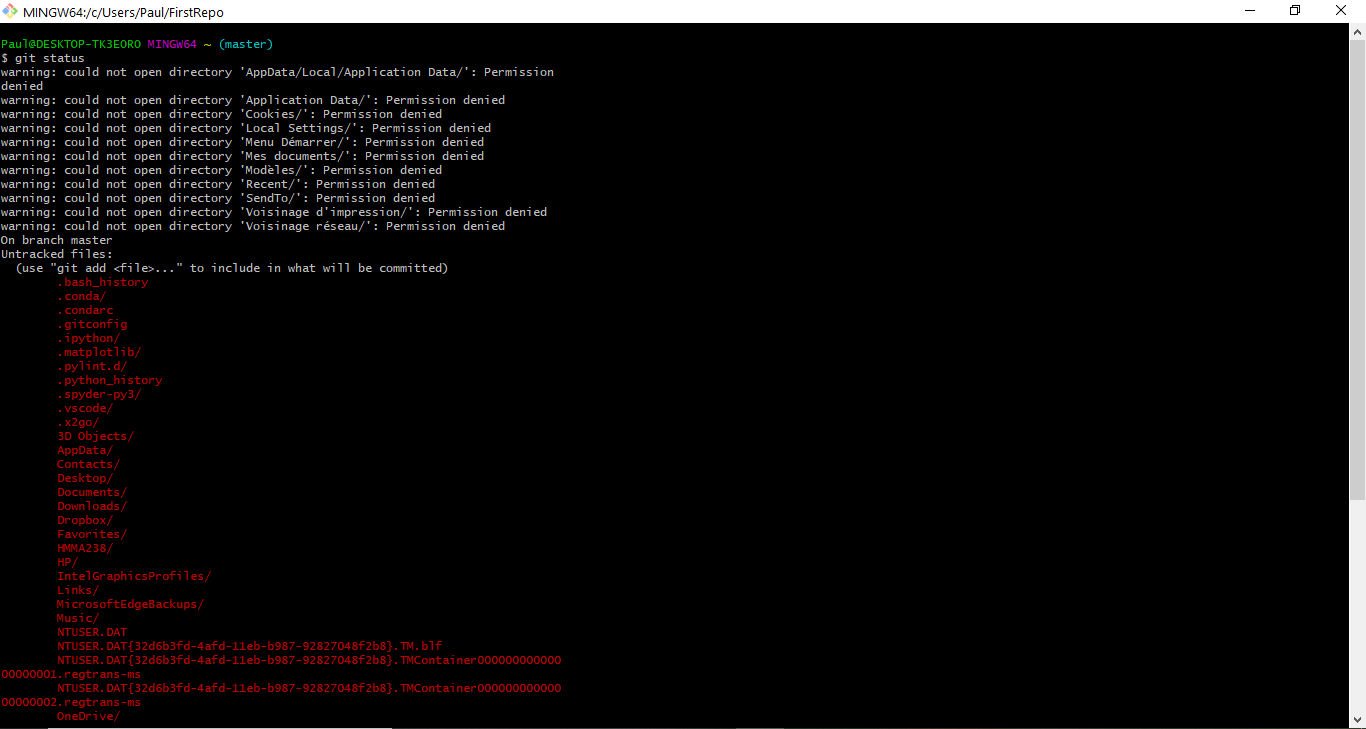 MINGW64:/c/Users/Paul/FirstRepo
Paul@DESKTOP-TK3EORO MINGW64 ~ (master)
$ git status
warning: could not open directory 'AppData/Local/Application Data/': Permission
denied
warning: could not open directory 'Application Data/': Permission denied
warning: could not open directory 'Cookies/': Permission denied
warning: could not open directory 'Local Settings/': Permission denied
warning: could not open directory 'Menu Démarrer/': Permission denied
warning: could not open directory 'Mes documents/': Permission denied
warning: could not open directory 'Modèles/': Permission denied
warning: could not open directory 'Recent/': Permission denied
warning: could not open directory 'SendTo/': Permission denied
warning: could not open directory 'Voisinage d'impression/': Permission denied
warning: could not open directory 'Voisinage réseau/': Permission denied
On branch master
Untracked files:
  (use "git add <file>..." to include in what will be committed)
        .bash_history
        .conda/
        .condarc
        .gitconfig
        .ipython/
        .matplotlib/
        .pylint.d/
        .python_history
        .spyder-py3/
        .vscode/
        .x2go/
        3D Objects/
        AppData/
        Contacts/
        Desktop/
        Documents/
        Downloads/
        Dropbox/
        Favorites/
        HMMA238/
        HP/
        IntelGraphicsProfiles/
        Links/
        MicrosoftEdgeBackups/
        Music/
        NTUSER.DAT
        NTUSER.DAT{32d6b3fd-4afd-11eb-b987-92827048f2b8}.TM.blf
        NTUSER.DAT{32d6b3fd-4afd-11eb-b987-92827048f2b8}.TMContainer000000000000
00000001.regtrans-ms
        NTUSER.DAT{32d6b3fd-4afd-11eb-b987-92827048f2b8}.TMContainer000000000000
00000002.regtrans-ms
        OneDrive/